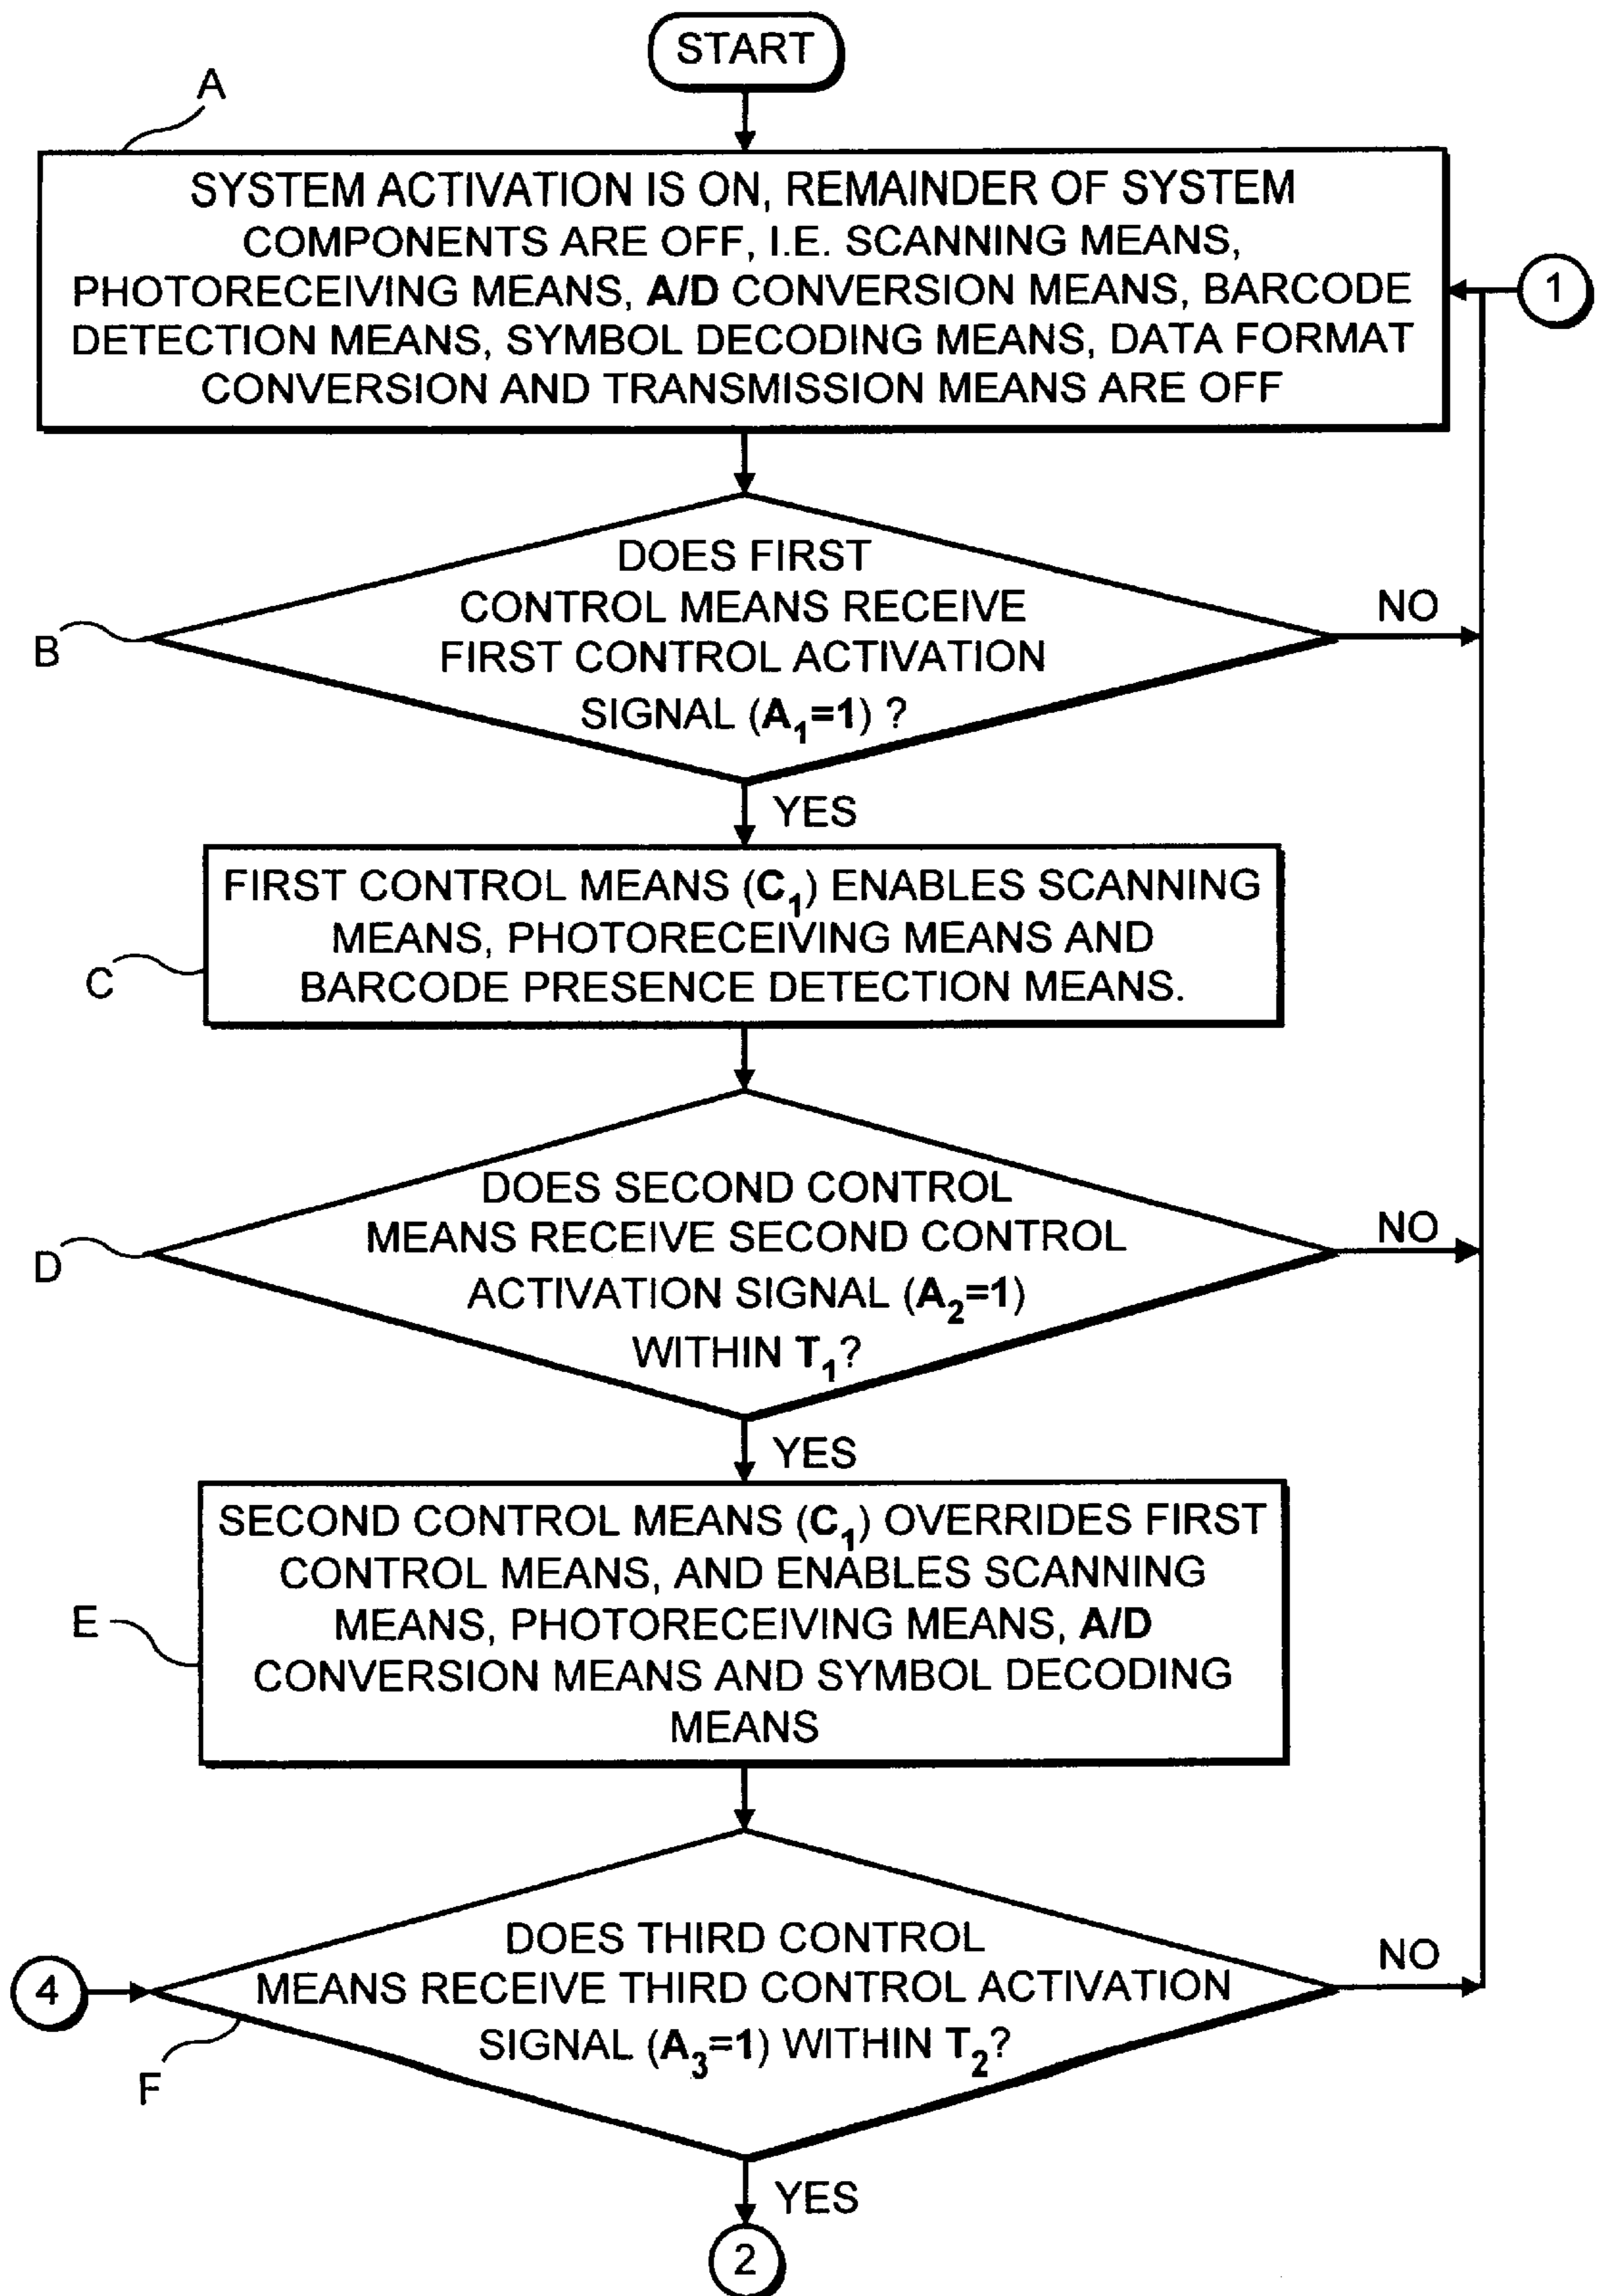 START
A
SYSTEM ACTIVATION IS ON, REMAINDER OF SYSTEM
COMPONENTS ARE OFF, I.E. SCANNING MEANS,
PHOTORECEIVING MEANS, A/D CONVERSION MEANS, BARCODE
DETECTION MEANS, SYMBOL DECODING MEANS, DATA FORMAT
CONVERSION AND TRANSMISSION MEANS ARE OFF
1
DOES FIRST
CONTROL MEANS RECEIVE
FIRST CONTROL ACTIVATION
SIGNAL (A₁=1) ?
B
NO
YES
FIRST CONTROL MEANS (C₁) ENABLES SCANNING
MEANS, PHOTORECEIVING MEANS AND
BARCODE PRESENCE DETECTION MEANS.
C
DOES SECOND CONTROL
MEANS RECEIVE SECOND CONTROL
ACTIVATION SIGNAL (A₂=1)
WITHIN T₁?
D
NO
YES
SECOND CONTROL MEANS (C₁) OVERRIDES FIRST
CONTROL MEANS, AND ENABLES SCANNING
MEANS, PHOTORECEIVING MEANS, A/D
CONVERSION MEANS AND SYMBOL DECODING
MEANS
E
DOES THIRD CONTROL
MEANS RECEIVE THIRD CONTROL ACTIVATION
SIGNAL (A₃=1) WITHIN T₂?
4
F
NO
YES
2